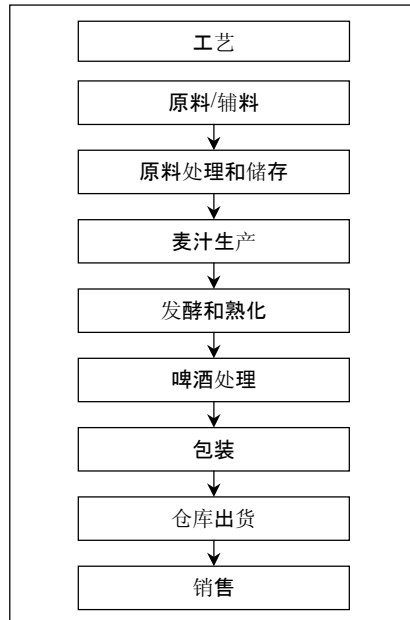 工艺
原料/辅料
原料处理和储存
麦汁生产
发酵和熟化
啤酒处理
包装
仓库出货
销售